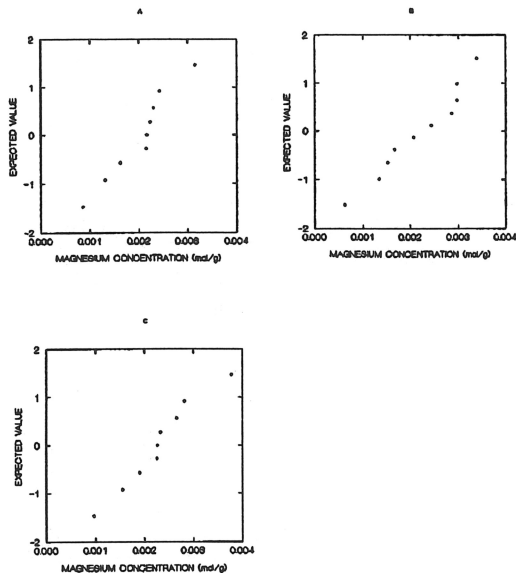 A
2
1
0
-1
-2
EXPECTED VALUE
0.000 0.001 0.002 0.003 0.004
MAGNESIUM CONCENTRATION (mol/g)
B
2
1
0
-1
-2
EXPECTED VALUE
0.000 0.001 0.002 0.003 0.004
MAGNESIUM CONCENTRATION (mol/g)
C
2
1
0
-1
-2
EXPECTED VALUE
0.000 0.001 0.002 0.003 0.004
MAGNESIUM CONCENTRATION (mol/g)